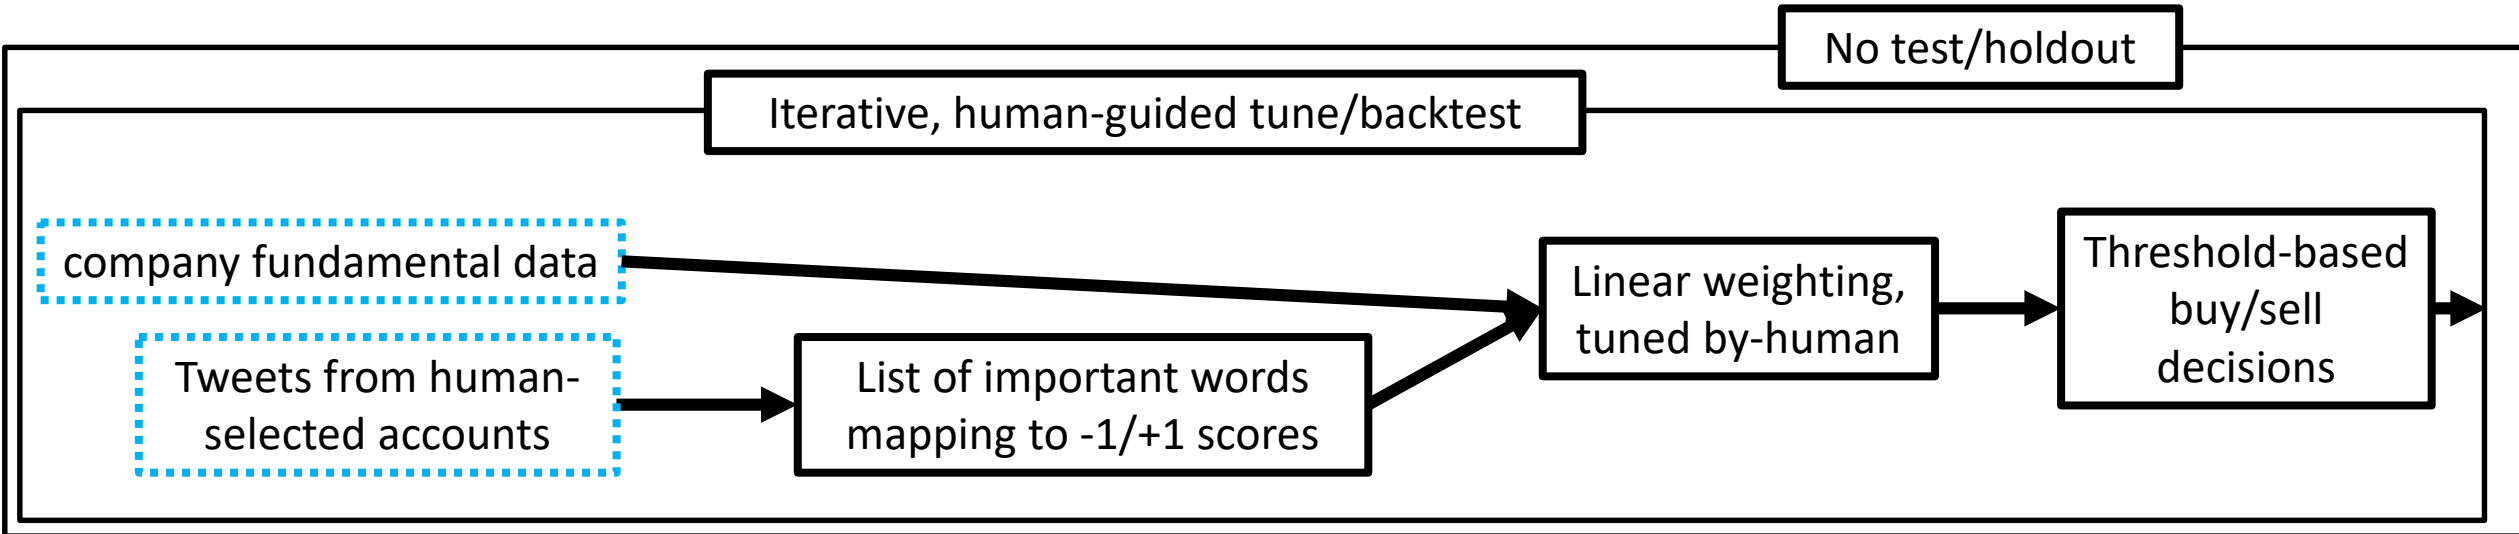 No test/holdout
Iterative, human-guided tune/backtest
company fundamental data
Tweets from human-
selected accounts
List of important words
mapping to -1/+1 scores
Linear weighting,
tuned by-human
Threshold-based
buy/sell
decisions